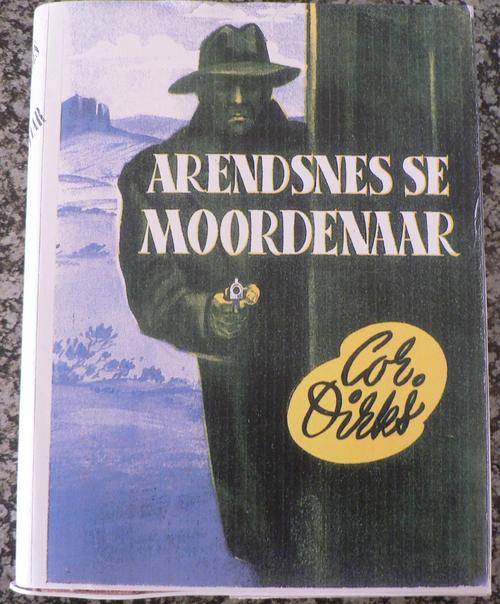 ARENDSNES SE
MOORDENAAR
Cor.
Dirks